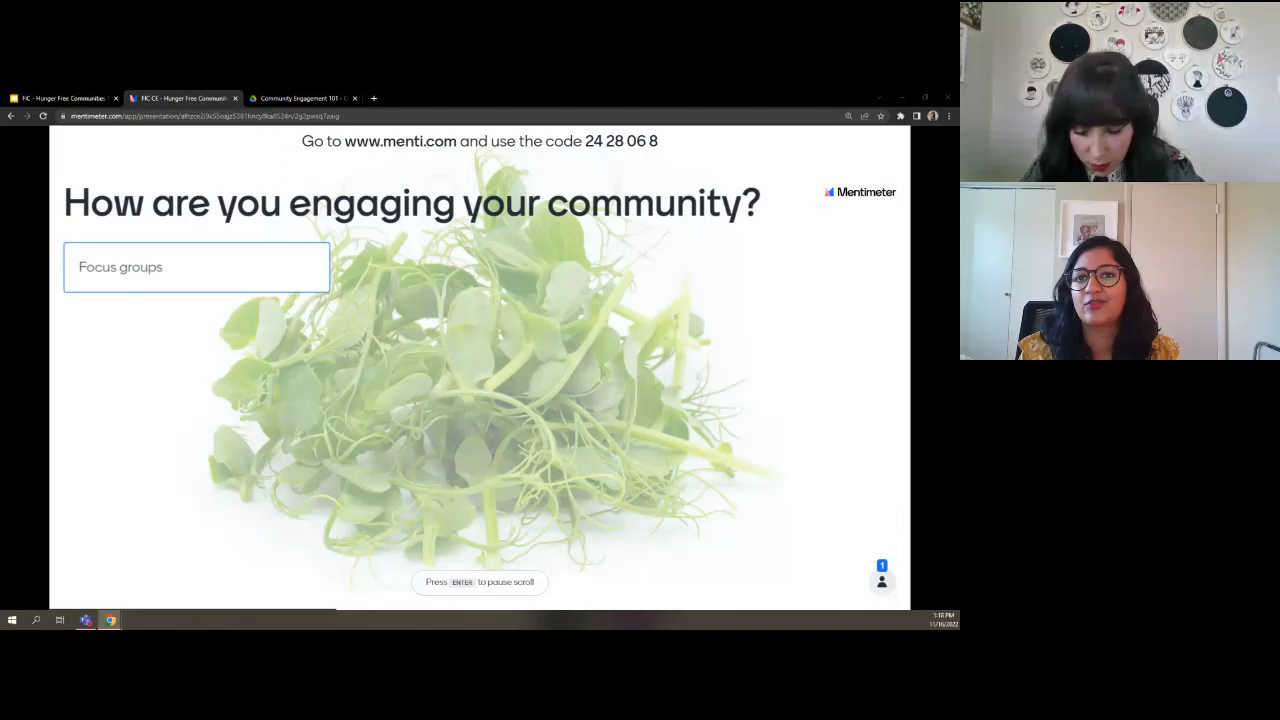 FIC - Hunger Free Communities
FIC CE - Hunger Free Communit
Community Engagement 101 - G
Go to www.menti.com and use the code 24 28 06 8
How are you engaging your community?
Mentimeter
Focus groups
Press ENTER to pause scroll
1
1:18 PM
11/16/2022